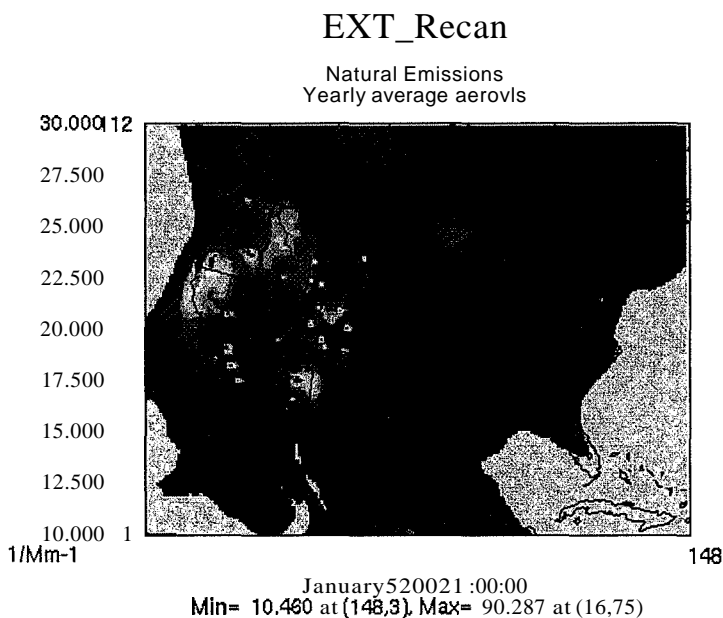 EXT_Recan
Natural Emissions
Yearly average aerovls
30.000 112
27.500
25.000
22.500
20.000
17.500
15.000
12.500
10.000 1
1/Mm-1 148
January520021:00:00
Min= 10.460 at (148,3), Max= 90.287 at (16,75)